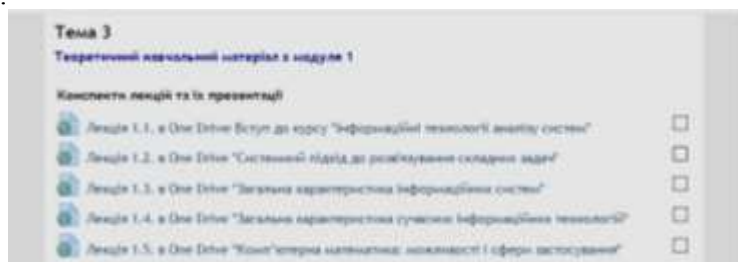 .
Тема 3
Теоретичний навчальний матеріал з модуля 1
Конспекти лекцій та їх презентації
Лекція 1.1. в One Drive Вступ до курсу "Інформаційні технології аналізу систем"
Лекція 1.2. в One Drive "Системний підхід до розв'язування складних задач"
Лекція 1.3. в One Drive "Загальна характеристика інформаційних систем"
Лекція 1.4. в One Drive "Загальна характеристика сучасних інформаційних технологій"
Лекція 1.5. в One Drive "Комп'ютерна математика: можливості і сфери застосування"